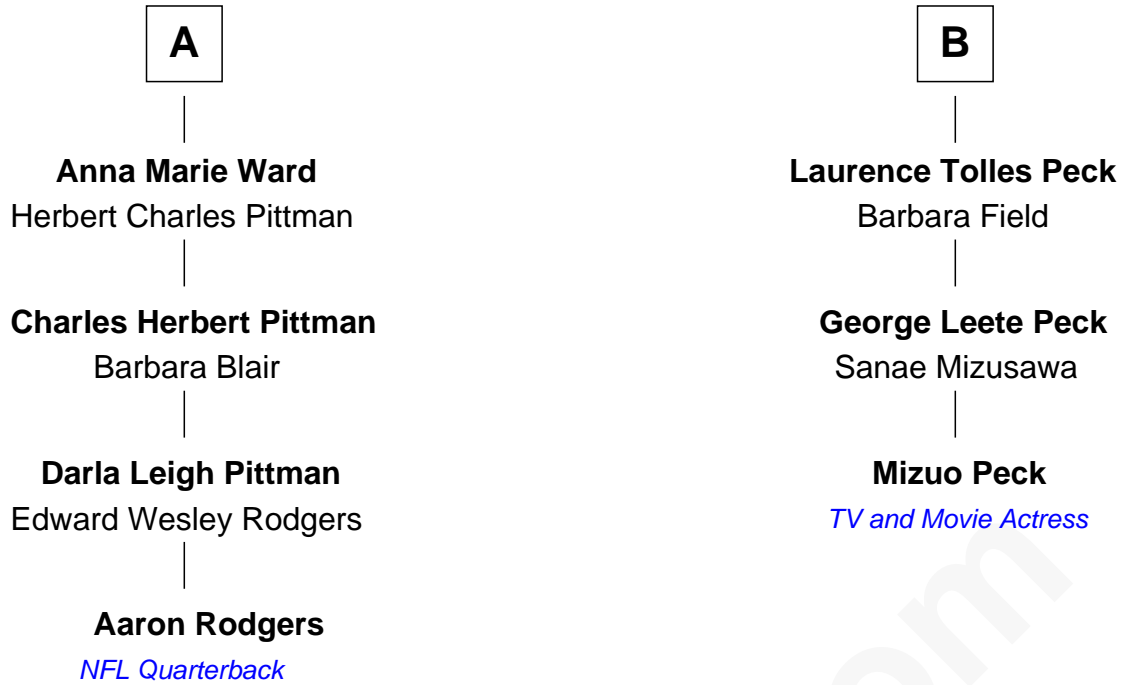 A
Anna Marie Ward
Herbert Charles Pittman
Charles Herbert Pittman
Barbara Blair
Darla Leigh Pittman
Edward Wesley Rodgers
Aaron Rodgers
NFL Quarterback
B
Laurence Tolles Peck
Barbara Field
George Leete Peck
Sanae Mizusawa
Mizuo Peck
TV and Movie Actress
om